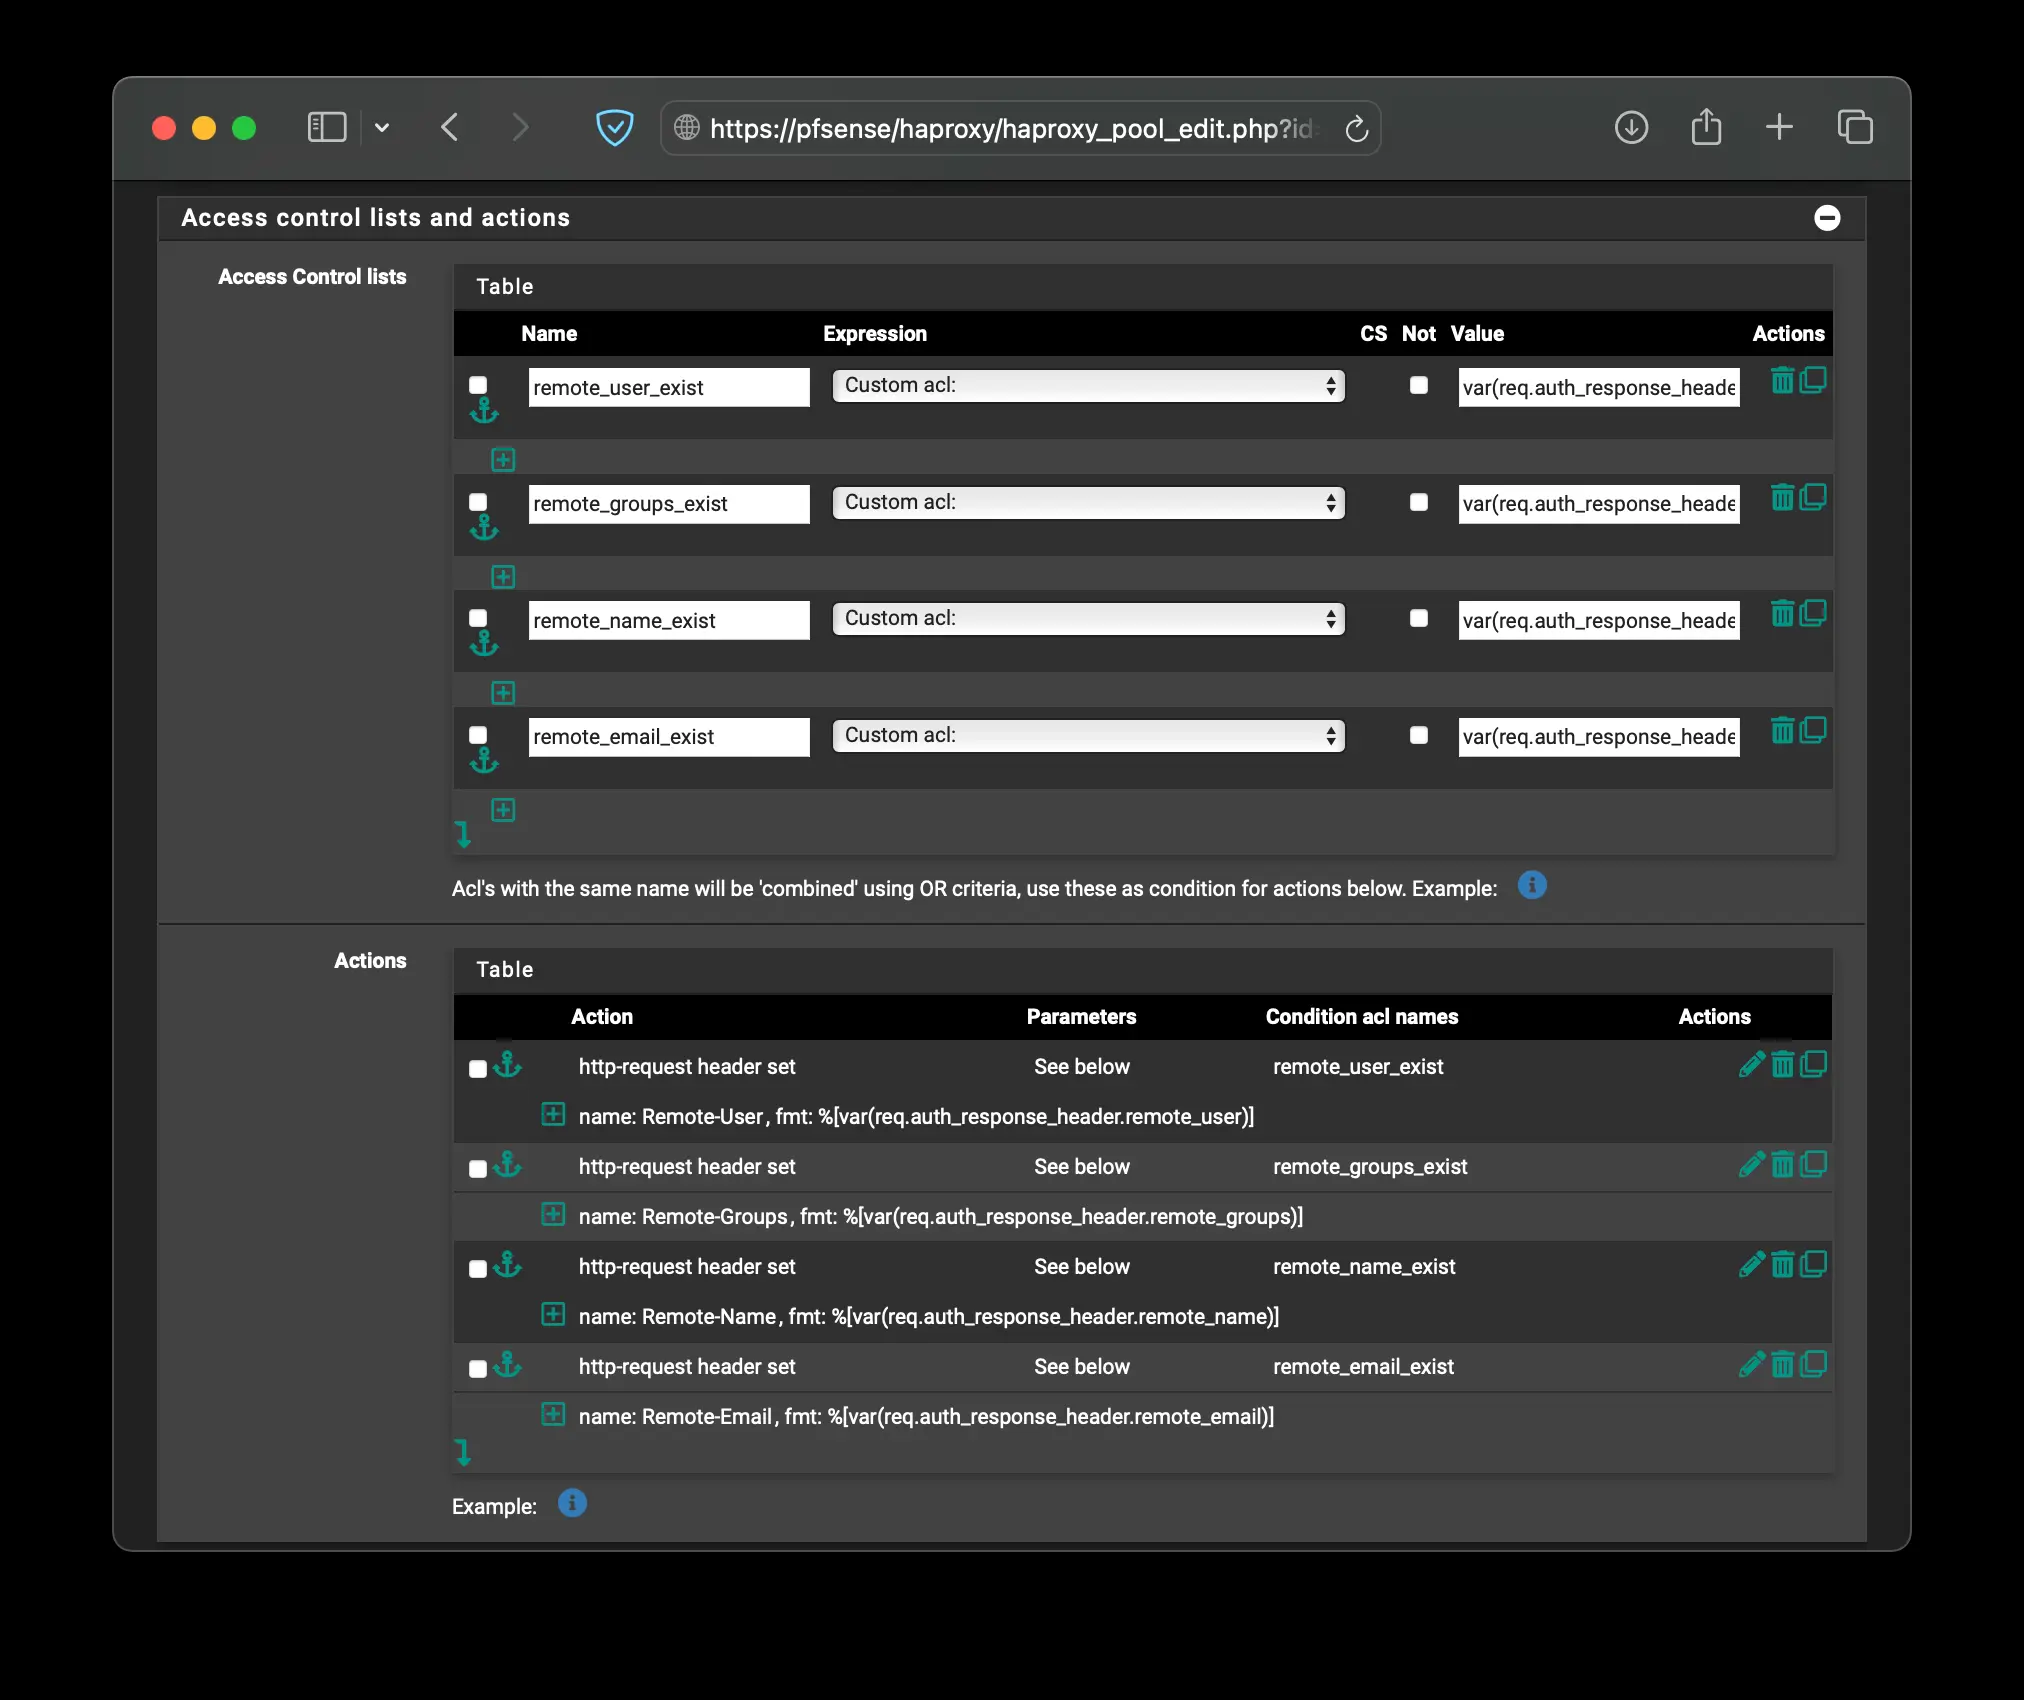 https://pfsense/haproxy/haproxy_pool_edit.php?id
Access control lists and actions
Access Control lists
Table
Name Expression CS Not Value Actions
remote_user_exist Custom acl: var(req.auth_response_heade
remote_groups_exist Custom acl: var(req.auth_response_heade
remote_name_exist Custom acl: var(req.auth_response_heade
remote_email_exist Custom acl: var(req.auth_response_heade
Acl's with the same name will be 'combined' using OR criteria, use these as condition for actions below. Example:
Actions
Table
Action Parameters Condition acl names Actions
http-request header set See below remote_user_exist
name: Remote-User, fmt: %[var(req.auth_response_header.remote_user)]
http-request header set See below remote_groups_exist
name: Remote-Groups, fmt: %[var(req.auth_response_header.remote_groups)]
http-request header set See below remote_name_exist
name: Remote-Name, fmt: %[var(req.auth_response_header.remote_name)]
http-request header set See below remote_email_exist
name: Remote-Email, fmt: %[var(req.auth_response_header.remote_email)]
Example: